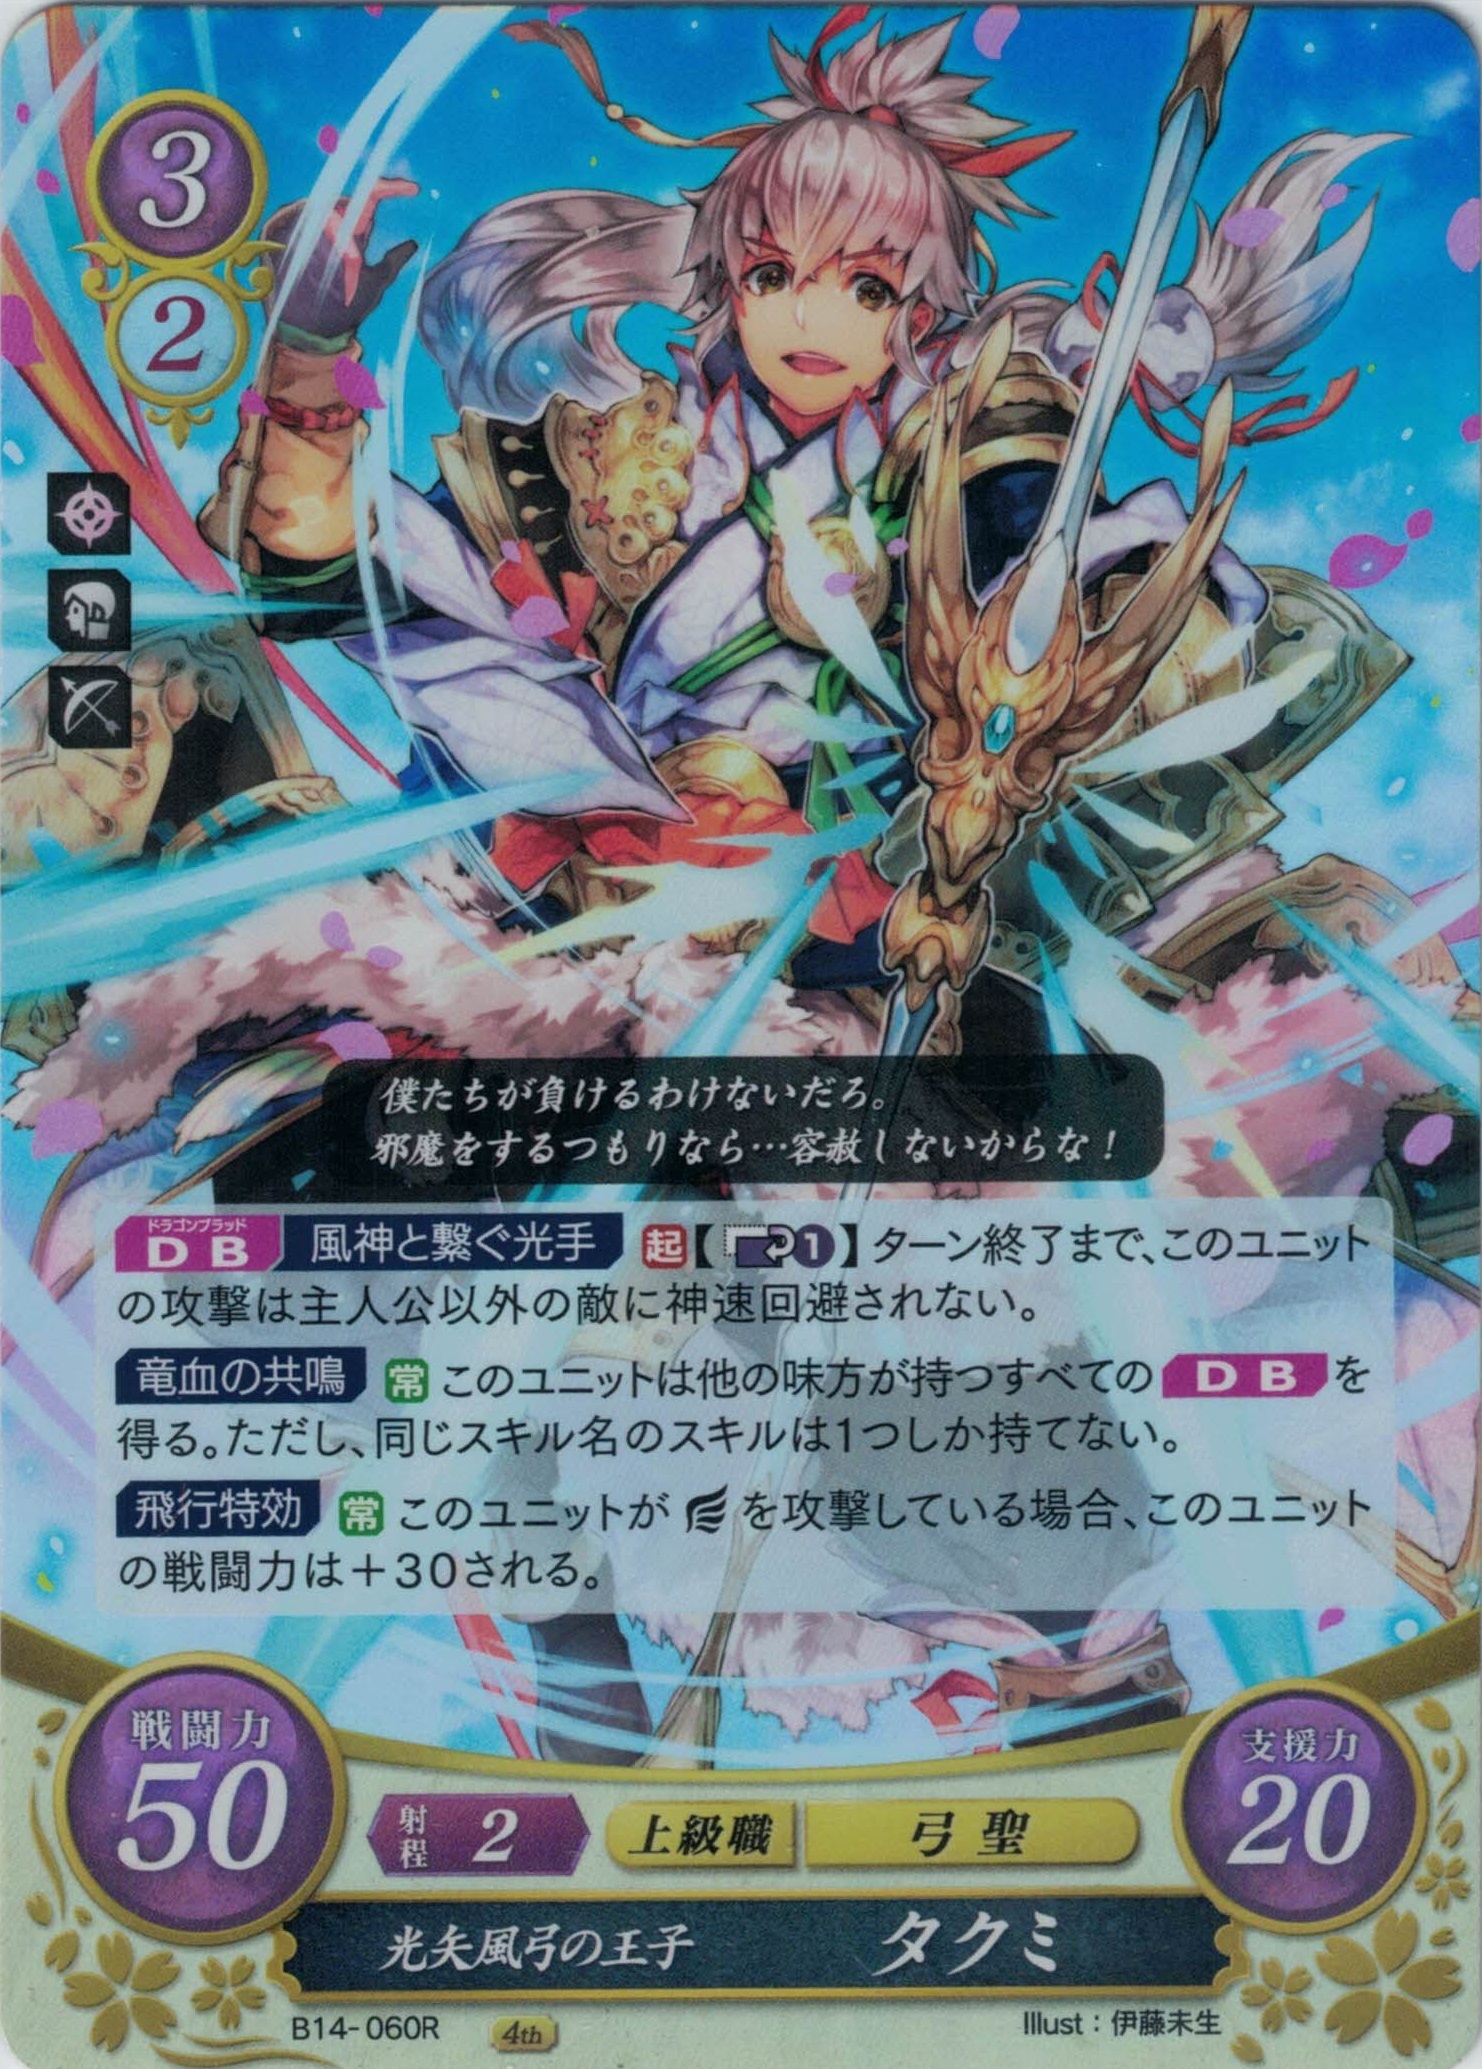 3
2
僕たちが負けるわけないだろ。
邪魔をするつもりなら…容赦しないからな！
ドラゴンブラッド
DB 風神と繋ぐ光手 起【1】ターン終了まで、このユニット
の攻撃は主人公以外の敵に神速回避されない。
竜血の共鳴 常 このユニットは他の味方が持つすべての DB を
得る。ただし、同じスキル名のスキルは1つしか持てない。
飛行特効 常 このユニットが を攻撃している場合、このユニット
の戦闘力は＋30される。
戦闘力
50
射程 2
上級職 弓聖
支援力
20
光矢風弓の王子 タクミ
B14-060R 4th Illust：伊藤未生